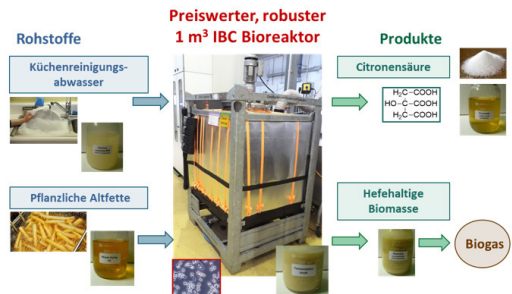 Preiswerter, robuster
1 m³ IBC Bioreaktor
Rohstoffe
Produkte
Küchenreinigungs-
abwasser
Citronensäure
H₂C–COOH
HO–C–COOH
H₂C–COOH
Pflanzliche Altfette
Hefehaltige
Biomasse
Biogas